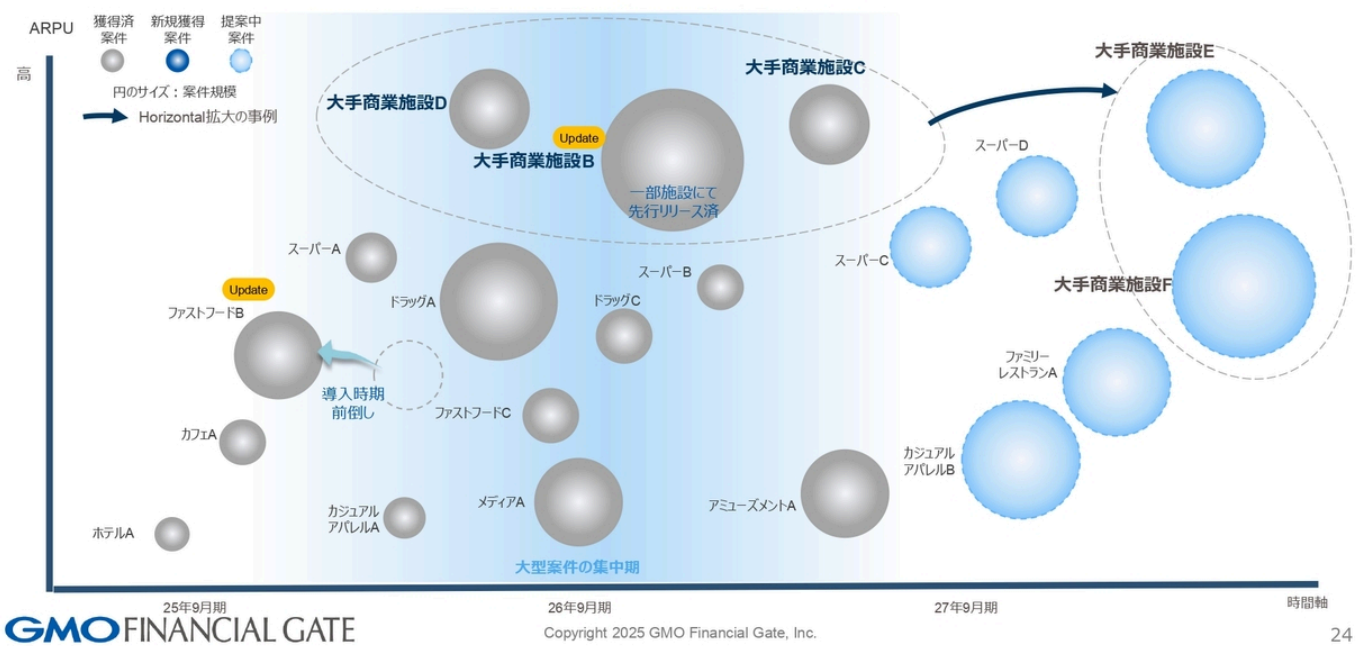 ARPU
高
獲得済
案件
新規獲得
案件
提案中
案件
円のサイズ：案件規模
Horizontal拡大の事例
大手商業施設D
Update
大手商業施設B
一部施設にて
先行リリース済
大手商業施設C
大手商業施設E
スーパーD
スーパーA
スーパーB
スーパーC
Update
ファストフードB
ドラッグA
ドラッグC
大手商業施設F
導入時期
前倒し
ファミリー
レストランA
ファストフードC
カフェA
カジュアル
アパレルB
ホテルA
カジュアル
アパレルA
メディアA
アミューズメントA
大型案件の集中期
25年9月期
26年9月期
27年9月期
時間軸
GMO FINANCIAL GATE
Copyright 2025 GMO Financial Gate, Inc.
24